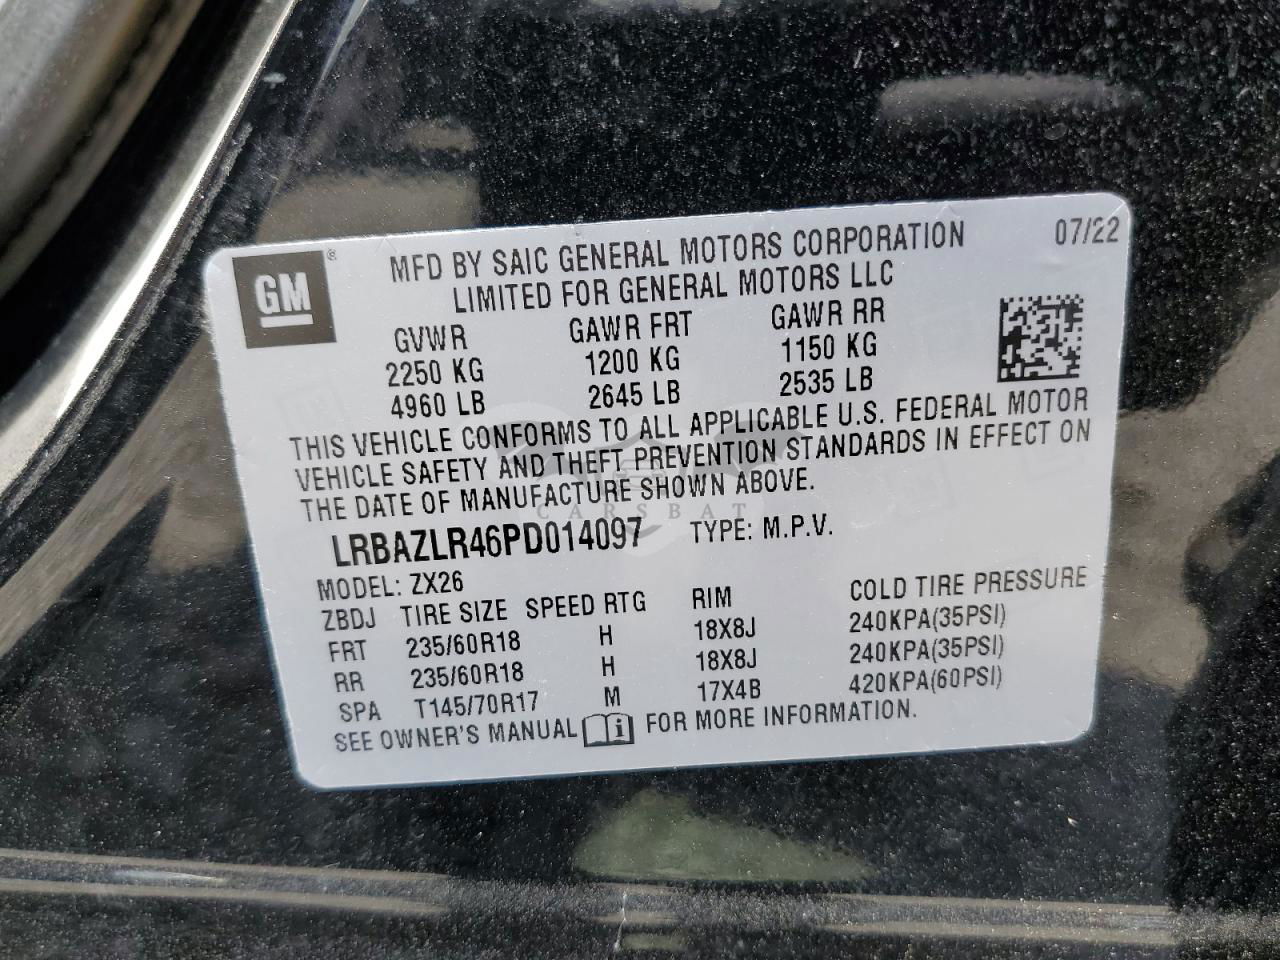 GM ®
MFD BY SAIC GENERAL MOTORS CORPORATION 07/22
LIMITED FOR GENERAL MOTORS LLC
GVWR GAWR FRT GAWR RR
2250 KG 1200 KG 1150 KG
4960 LB 2645 LB 2535 LB
THIS VEHICLE CONFORMS TO ALL APPLICABLE U.S. FEDERAL MOTOR
VEHICLE SAFETY AND THEFT PREVENTION STANDARDS IN EFFECT ON
THE DATE OF MANUFACTURE SHOWN ABOVE.
CARSBAT
LRBAZLR46PD014097 TYPE: M.P.V.
MODEL: ZX26
ZBDJ TIRE SIZE SPEED RTG RIM COLD TIRE PRESSURE
FRT 235/60R18 H 18X8J 240KPA(35PSI)
RR 235/60R18 H 18X8J 240KPA(35PSI)
SPA T145/70R17 M 17X4B 420KPA(60PSI)
SEE OWNER'S MANUAL i FOR MORE INFORMATION.